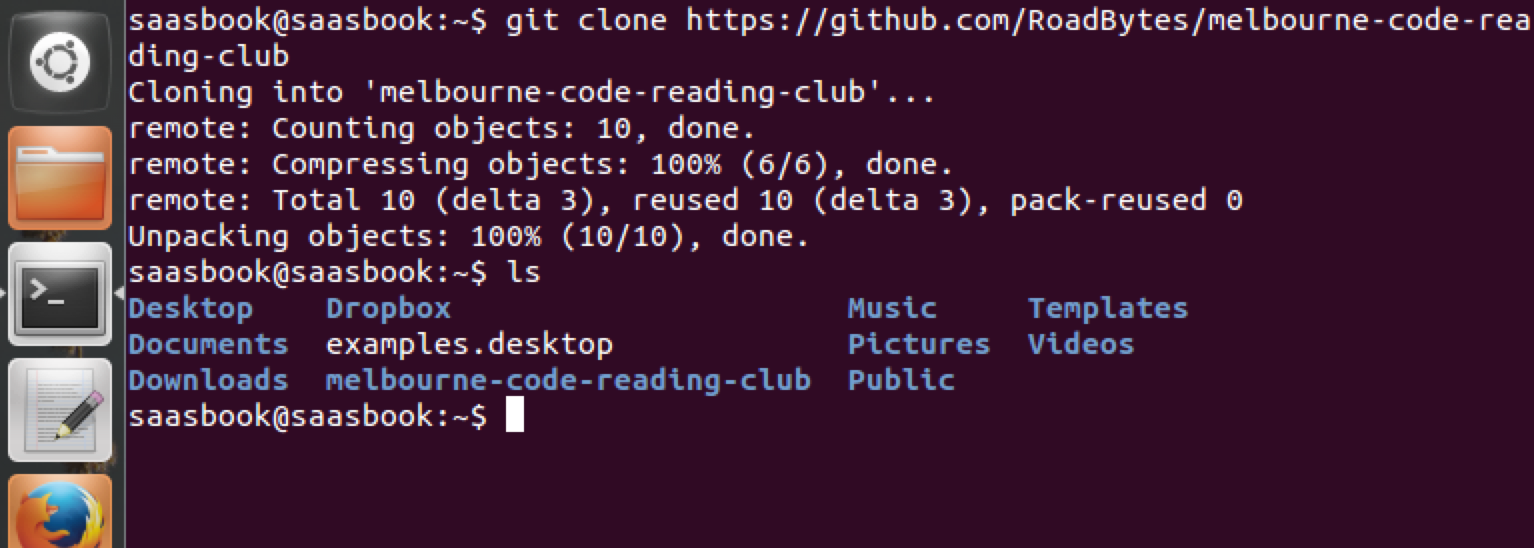 saasbook@saasbook:~$ git clone https://github.com/RoadBytes/melbourne-code-rea
ding-club
Cloning into 'melbourne-code-reading-club'...
remote: Counting objects: 10, done.
remote: Compressing objects: 100% (6/6), done.
remote: Total 10 (delta 3), reused 10 (delta 3), pack-reused 0
Unpacking objects: 100% (10/10), done.
saasbook@saasbook:~$ ls
Desktop    Dropbox                      Music     Templates
Documents  examples.desktop             Pictures  Videos
Downloads  melbourne-code-reading-club  Public
saasbook@saasbook:~$